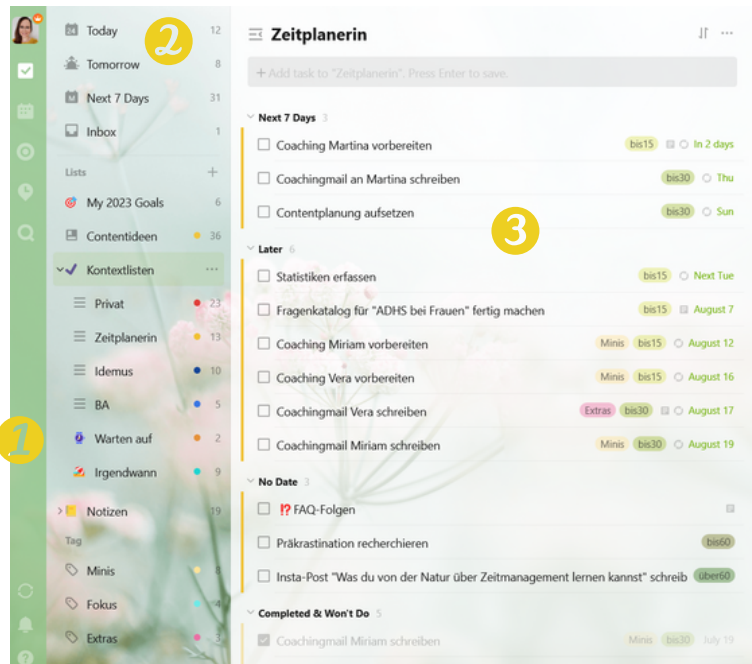 Today 12
2
Tomorrow 8
Next 7 Days 31
Inbox 1
Lists
My 2023 Goals 6
Contentideen 36
Kontextlisten
Privat 23
Zeitplanerin 13
Idemus 10
BA 5
1
Warten auf 2
Irgendwann 9
Notizen 19
Tag
Minis 8
Fokus 4
Extras 3
Zeitplanerin
+ Add task to "Zeitplanerin". Press Enter to save.
Next 7 Days 3
Coaching Martina vorbereiten bis15 In 2 days
Coachingmail an Martina schreiben bis30 Thu
Contentplanung aufsetzen bis30 Sun
3
Later 6
Statistiken erfassen bis15 Next Tue
Fragenkatalog für "ADHS bei Frauen" fertig machen bis15 August 7
Coaching Miriam vorbereiten Minis bis15 August 12
Coaching Vera vorbereiten Minis bis15 August 16
Coachingmail Vera schreiben Extras bis30 August 17
Coachingmail Miriam schreiben Minis bis30 August 19
No Date 3
⁉️ FAQ-Folgen
Präkrastination recherchieren bis60
Insta-Post "Was du von der Natur über Zeitmanagement lernen kannst" schreib über60
Completed & Won't Do 5
Coachingmail Miriam schreiben Minis bis30 July 19